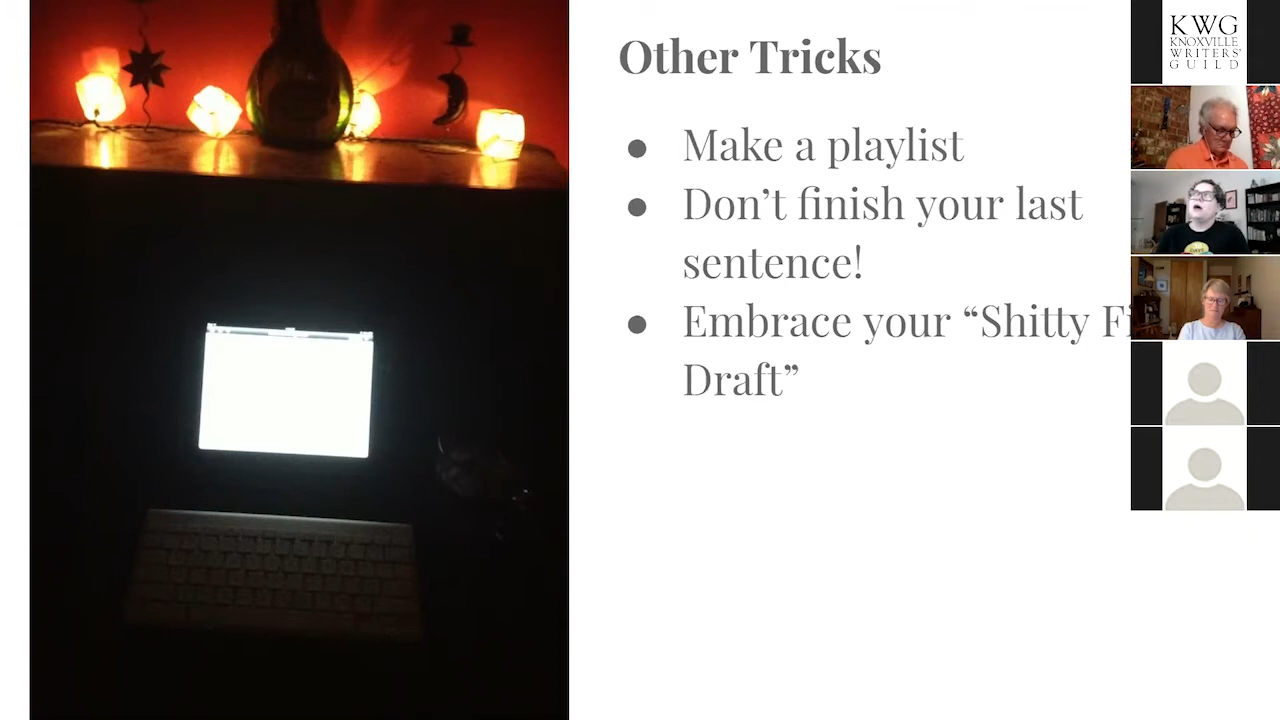 Other Tricks
● Make a playlist
● Don’t finish your last
sentence!
● Embrace your “Shitty Fi
Draft”
KWG
KNOXVILLE
WRITERS'
GUILD